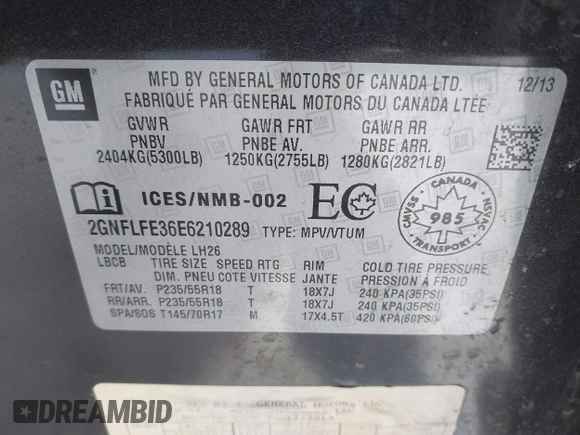 GM
MFD BY GENERAL MOTORS OF CANADA LTD. 12/13
FABRIQUÉ PAR GENERAL MOTORS DU CANADA LTÉE
GVWR GAWR FRT GAWR RR
PNBV PNBE AV. PNBE ARR.
2404KG(5300LB) 1250KG(2755LB) 1280KG(2821LB)
i ICES/NMB-002 EC
CANADA
CMVSS 985 NSVAC
TRANSPORT
2GNFLFE36E6210289 TYPE: MPV/VTUM
MODEL/MODÈLE LH26
LBCB TIRE SIZE SPEED RTG RIM COLD TIRE PRESSURE
DIM. PNEU COTE VITESSE JANTE PRESSION À FROID
FRT/AV. P235/55R18 T 18X7J 240 KPA(35PSI)
RR/ARR. P235/55R18 T 18X7J 240 KPA(35PSI)
SPA/SOS T145/70R17 M 17X4.5T 420 KPA(60PSI)
GENERAL MOTORS LLC
DREAMBID